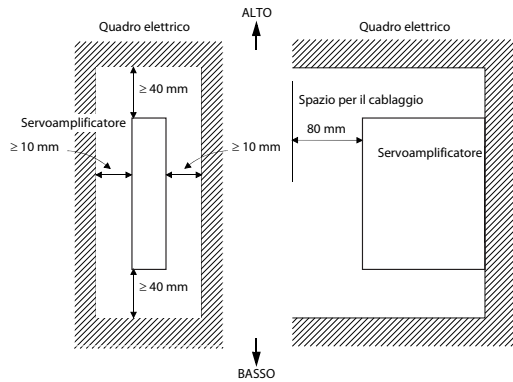 ALTO
Quadro elettrico
Quadro elettrico
≥ 40 mm
Spazio per il cablaggio
Servoamplificatore
80 mm
≥ 10 mm
≥ 10 mm
Servoamplificatore
≥ 40 mm
BASSO